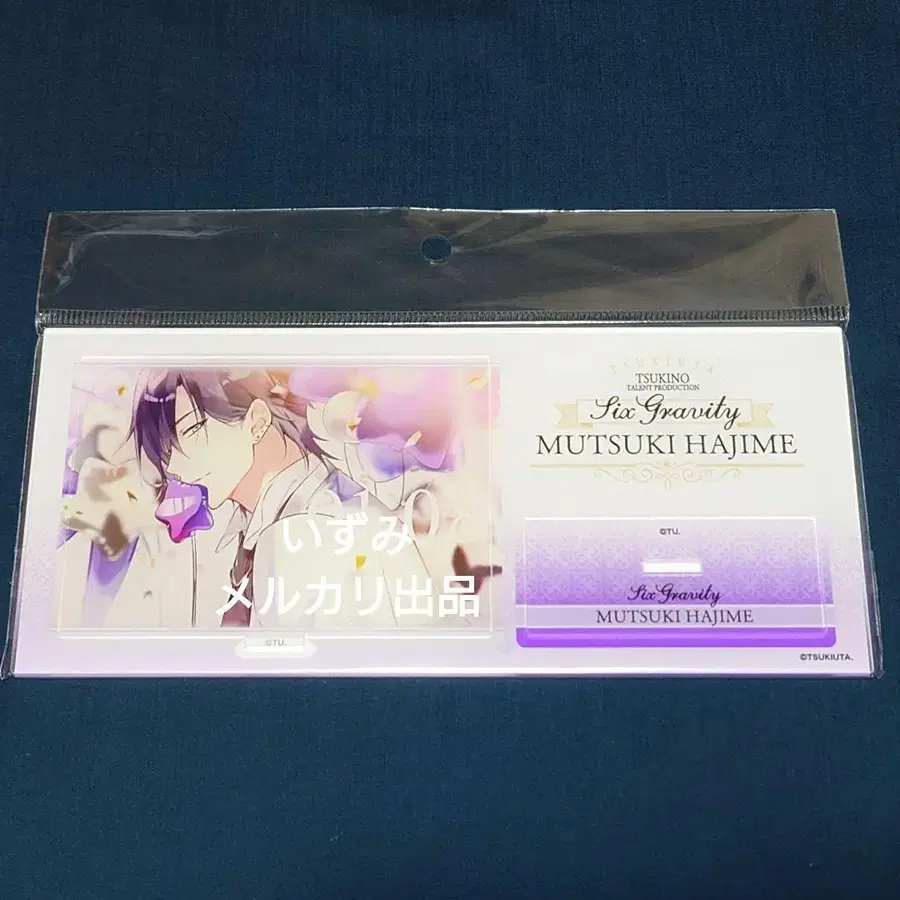 TSUKIUTA
TSUKINO
TALENT PRODUCTION
Six Gravity
MUTSUKI HAJIME
いずみ
メルカリ出品
©TU.
©TU.
Six Gravity
MUTSUKI HAJIME
©TSUKIUTA.